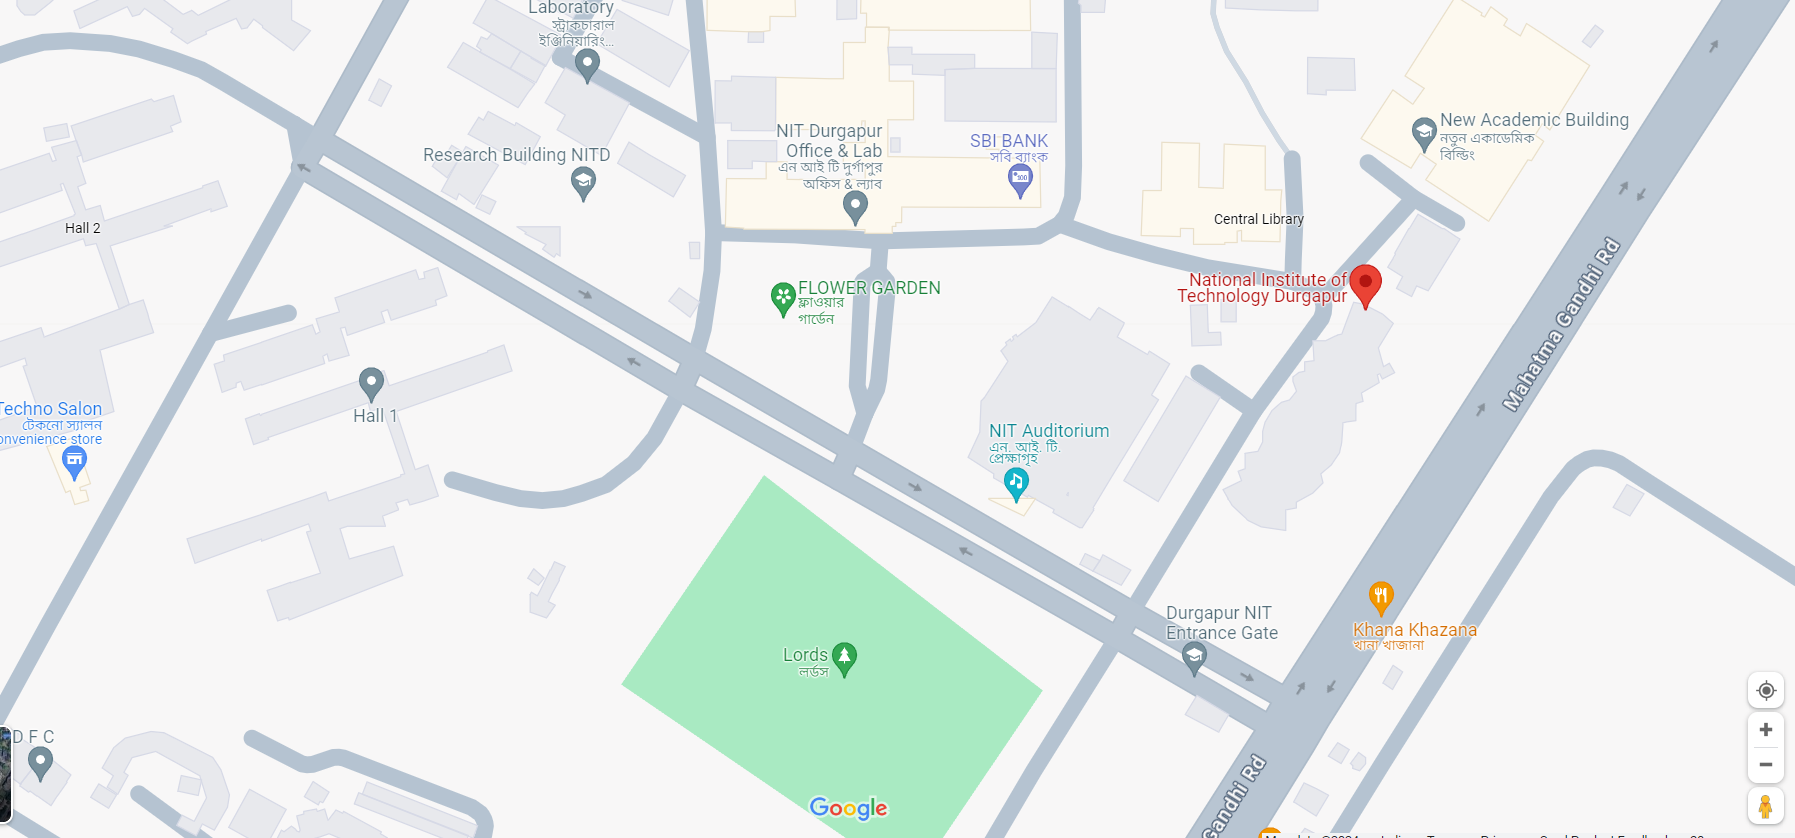 Laboratory
স্ট্রাকচারাল
ইঞ্জিনিয়ারিং...
New Academic Building
নতুন একাডেমিক
বিল্ডিং
NIT Durgapur
Office & Lab
এন আই টি দুর্গাপুর
অফিস & ল্যাব
SBI BANK
সবি ব্যাংক
Research Building NITD
Hall 2
Central Library
National Institute of
Technology Durgapur
FLOWER GARDEN
ফ্লাওয়ার
গার্ডেন
Mahatma Gandhi Rd
Hall 1
Techno Salon
টেকনো স্যালন
onvenience store
NIT Auditorium
এন. আই. টি.
প্রেক্ষাগৃহ
Durgapur NIT
Entrance Gate
Khana Khazana
খানা খাজানা
Lords
লর্ডস
D F C
Gandhi Rd
Google